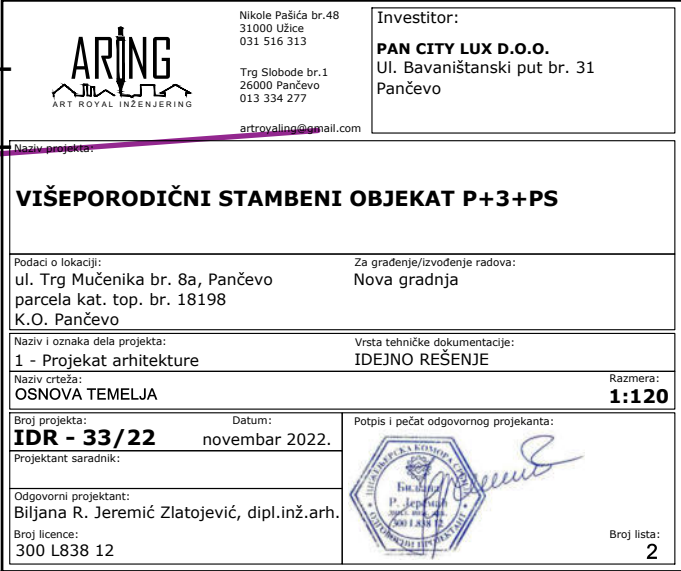 ARING
ART ROYAL INŽENJERING
Nikole Pašića br.48
31000 Užice
031 516 313
Trg Slobode br.1
26000 Pančevo
013 334 277
artroyaling@gmail.com
Investitor:
PAN CITY LUX D.O.O.
Ul. Bavaništanski put br. 31
Pančevo
Naziv projekta:
VIŠEPORODIČNI STAMBENI OBJEKAT P+3+PS
Podaci o lokaciji:
ul. Trg Mučenika br. 8a, Pančevo
parcela kat. top. br. 18198
K.O. Pančevo
Za građenje/izvođenje radova:
Nova gradnja
Naziv i oznaka dela projekta:
1 - Projekat arhitekture
Vrsta tehničke dokumentacije:
IDEJNO REŠENJE
Naziv crteža:
OSNOVA TEMELJA
Razmera:
1:120
Broj projekta:
IDR - 33/22
Datum:
novembar 2022.
Projektant saradnik:
Odgovorni projektant:
Biljana R. Jeremić Zlatojević, dipl.inž.arh.
Broj licence:
300 L838 12
Potpis i pečat odgovornog projekanta:
ИНЖЕЊЕРСКА КОМОРА СРБИЈЕ
Биљана
Р. Јеремић
300 L838 12
ОДГОВОРНИ ПРОЈЕКТАНТ
Broj lista:
2